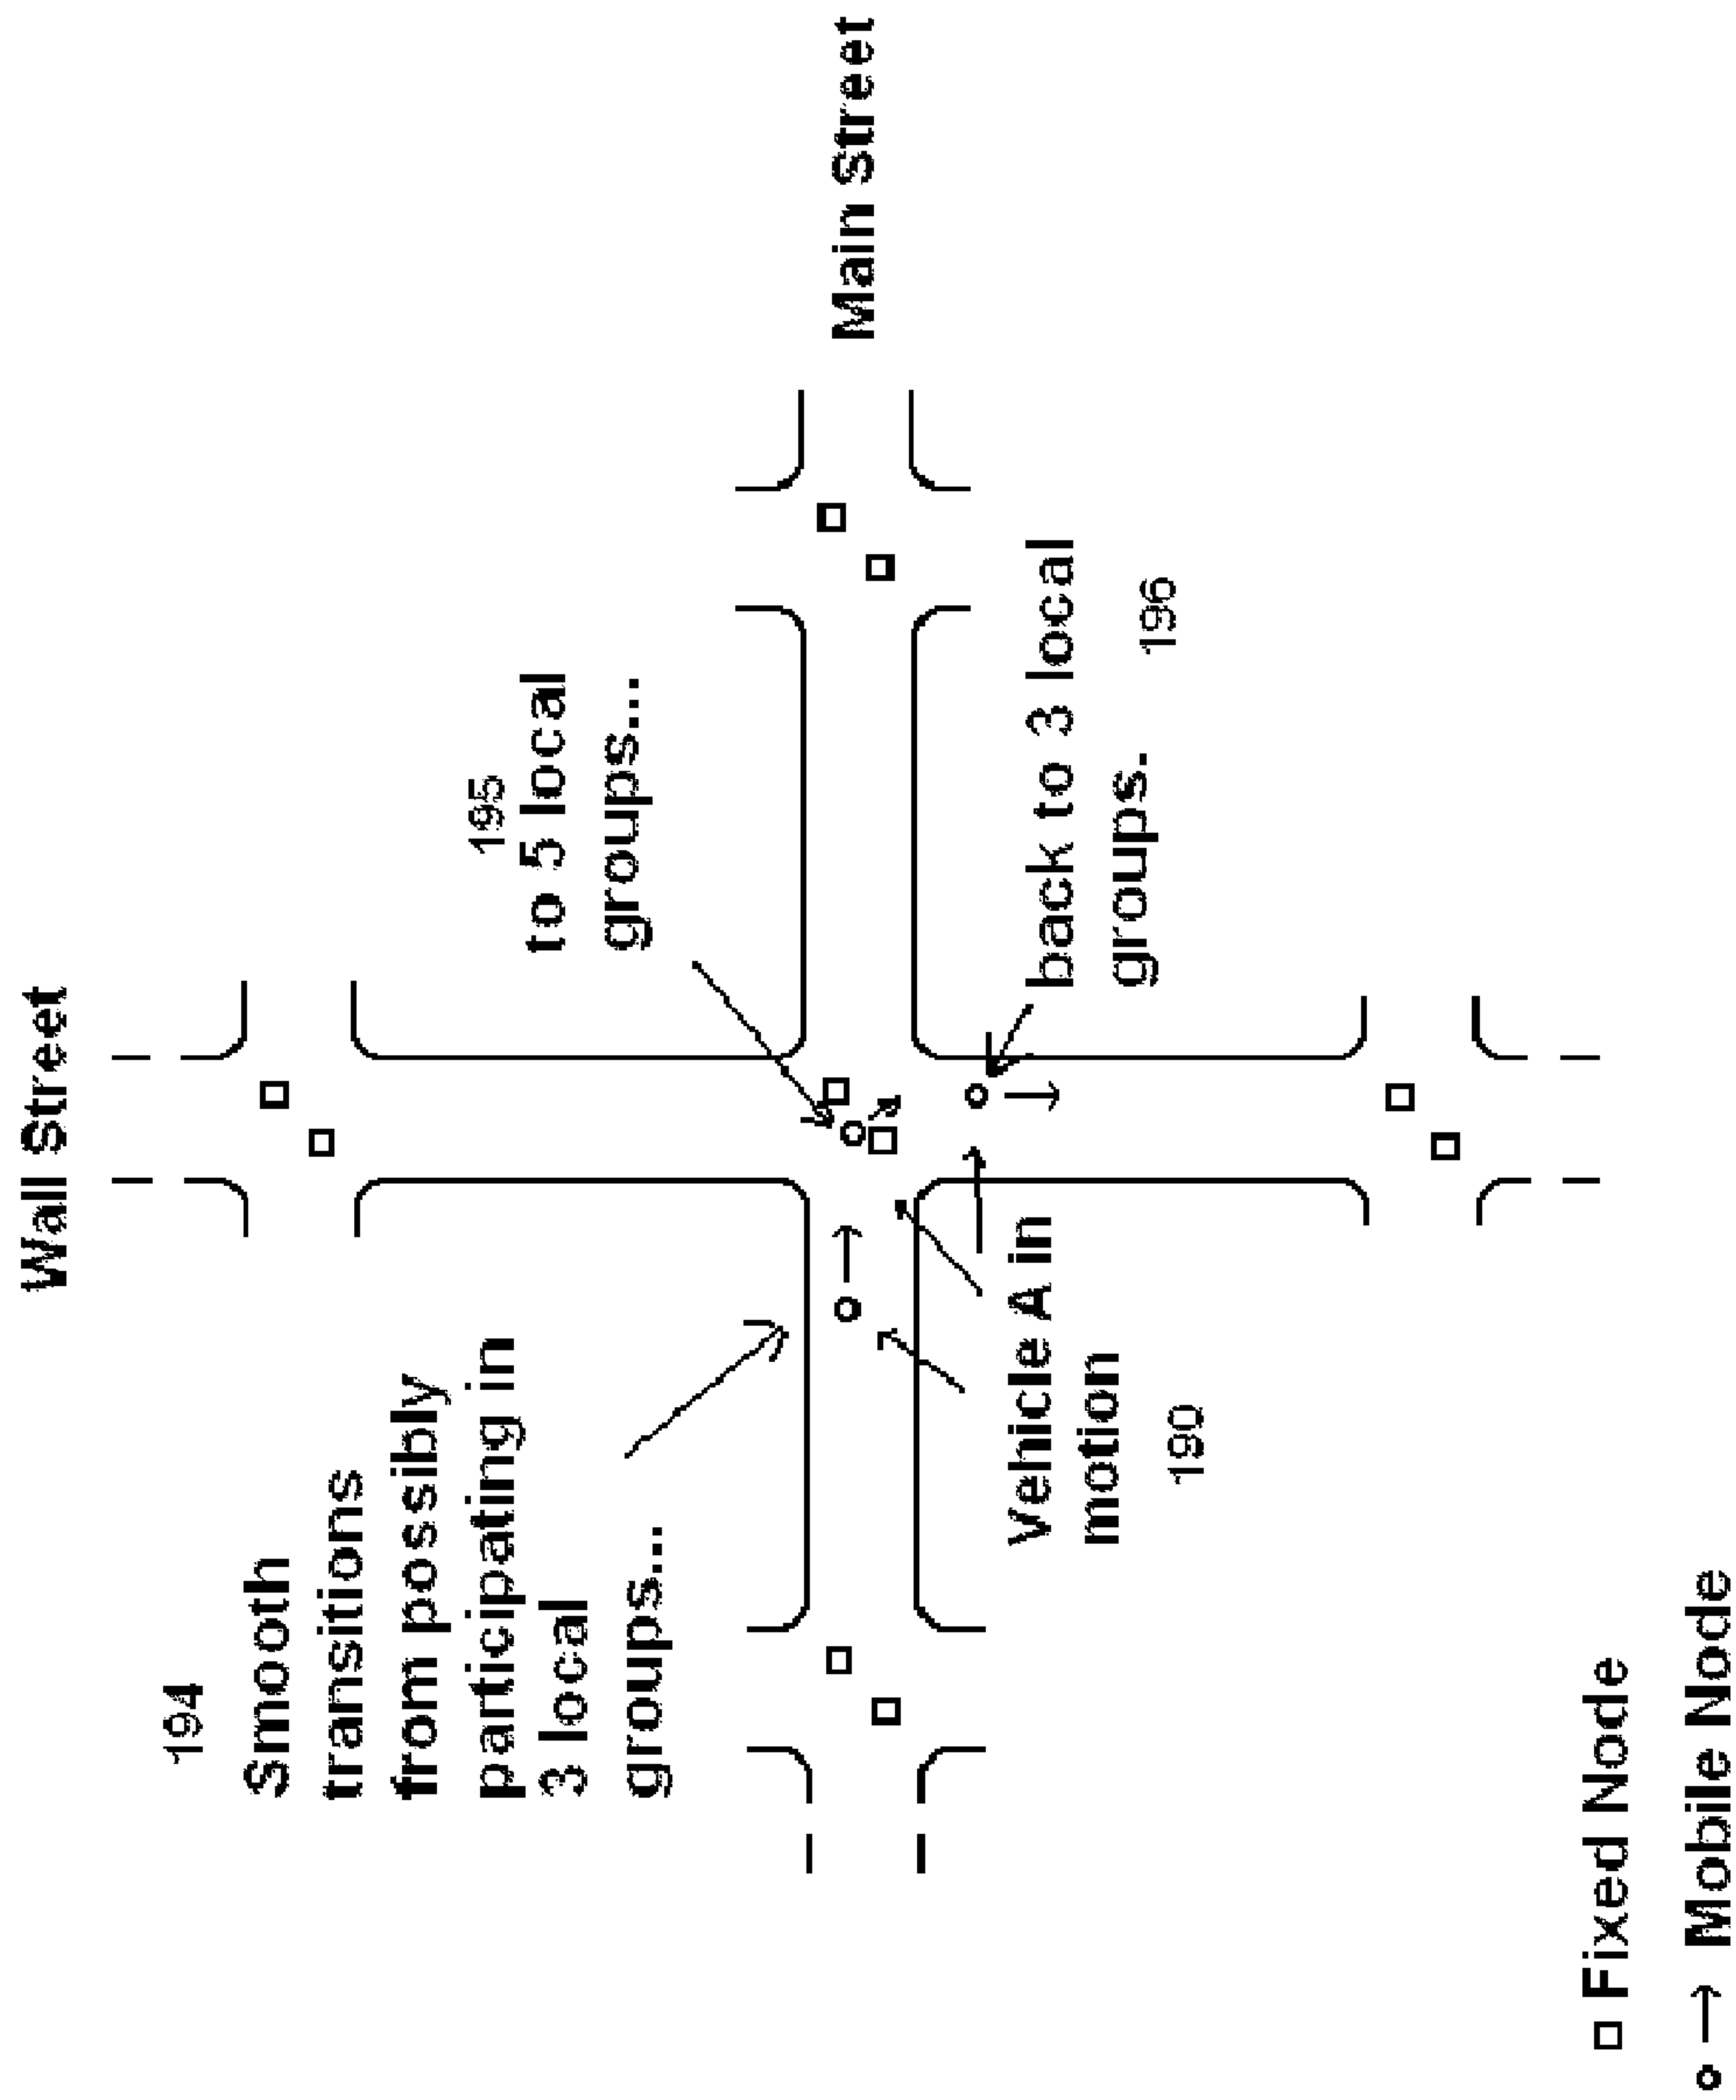 Wall Street
194
Smooth
transitions
from possibly
participating in
3 local
groups...
195
to 5 local
groups...
Main Street
back to 3 local
groups.
196
Vehicle A in
motion
190
Fixed Node
Mobile Node